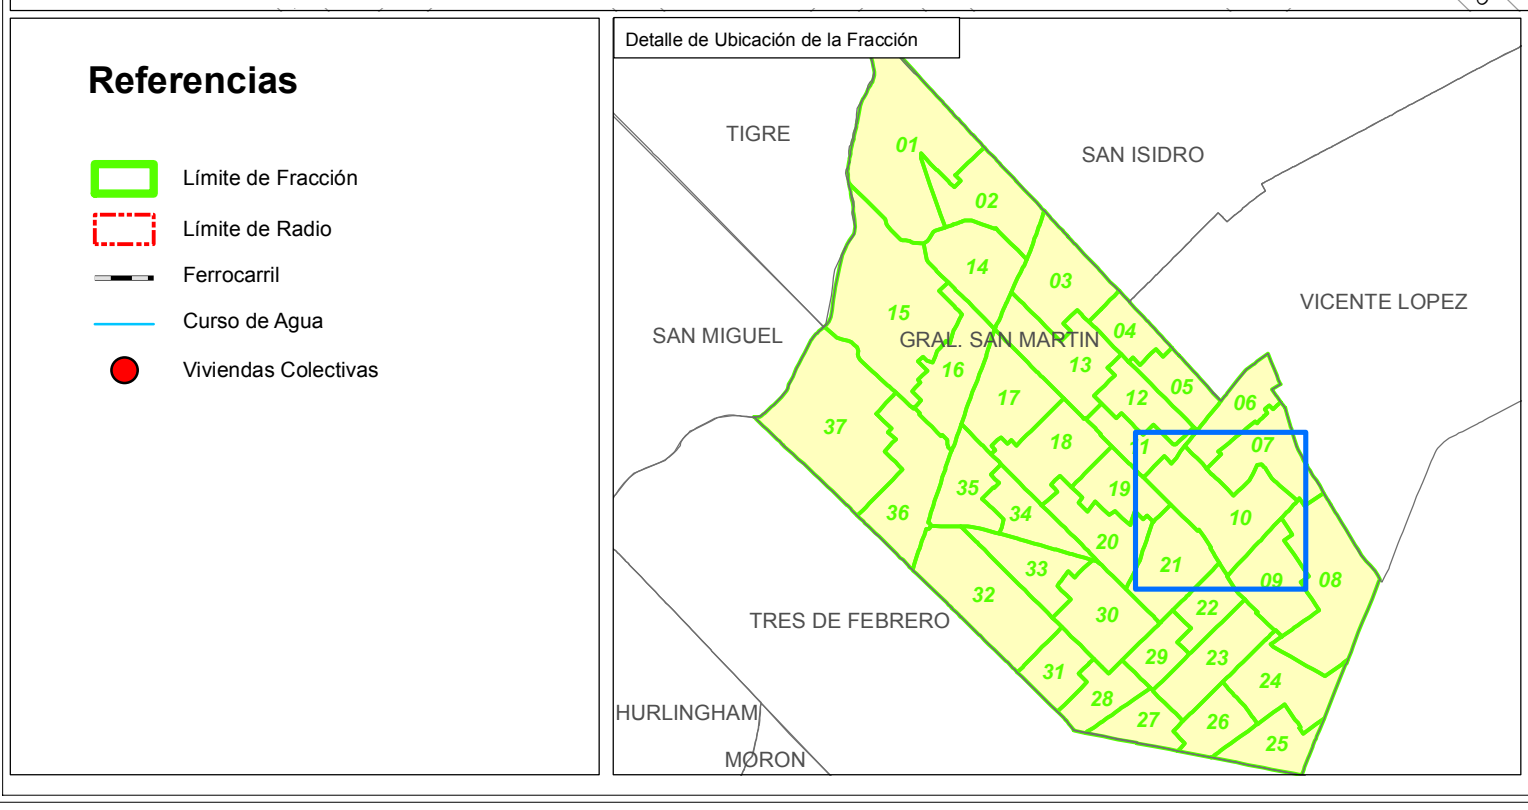 Referencias
Límite de Fracción
Límite de Radio
Ferrocarril
Curso de Agua
Viviendas Colectivas
Detalle de Ubicación de la Fracción
TIGRE
SAN ISIDRO
01
02
14
03
15
VICENTE LOPEZ
SAN MIGUEL
GRAL. SAN MARTIN
04
13
16
05
17
12
06
37
18
11
07
35
19
36
34
10
20
33
21
32
09
08
TRES DE FEBRERO
30
22
29
23
31
24
28
HURLINGHAM
27
26
25
MORON